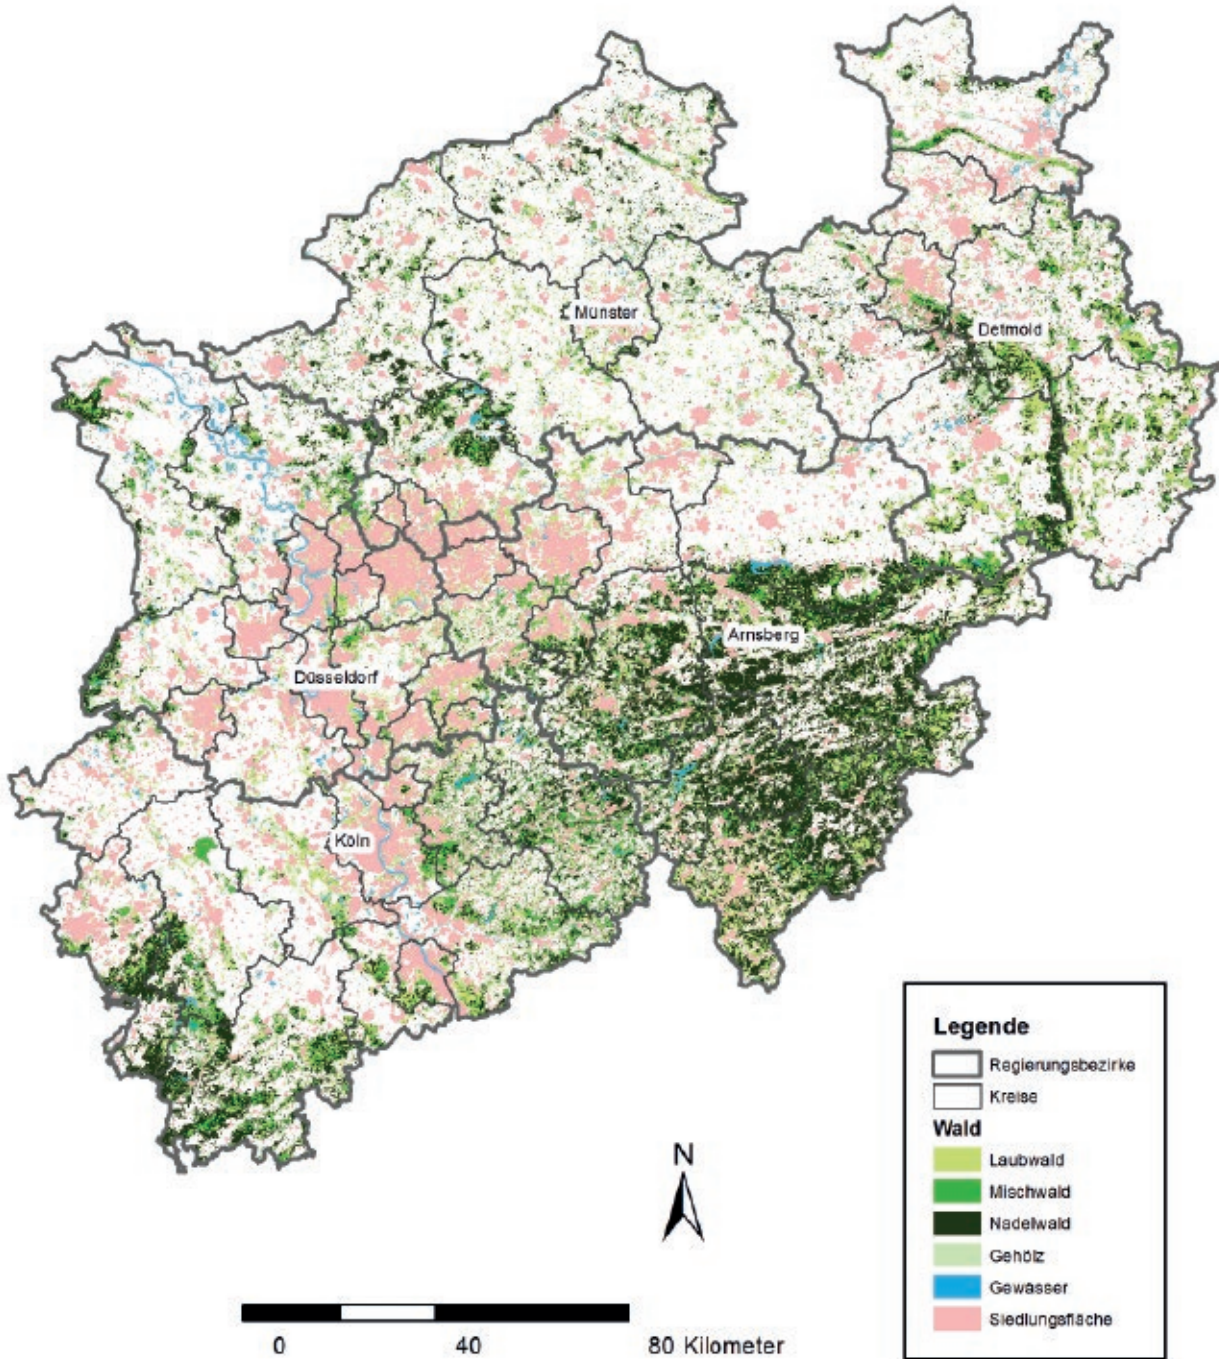 Münster
Detmold
Arnsberg
Düsseldorf
Köln
Legende
Regierungsbezirke
Kreise
Wald
Laubwald
Mischwald
Nadelwald
Gehölz
Gewässer
Siedlungsfläche
N
0 40 80 Kilometer